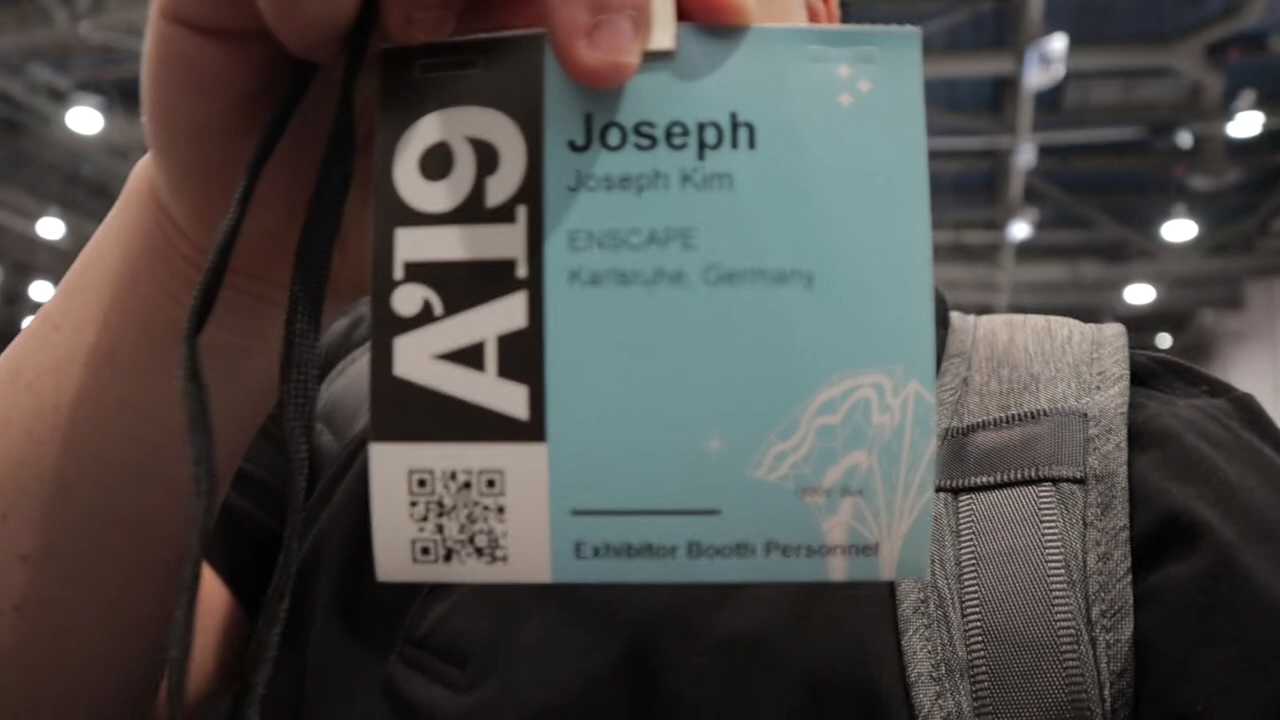 A'19
Joseph
Joseph Kim
ENSCAPE
Karlsruhe, Germany
Exhibitor Booth Personnel